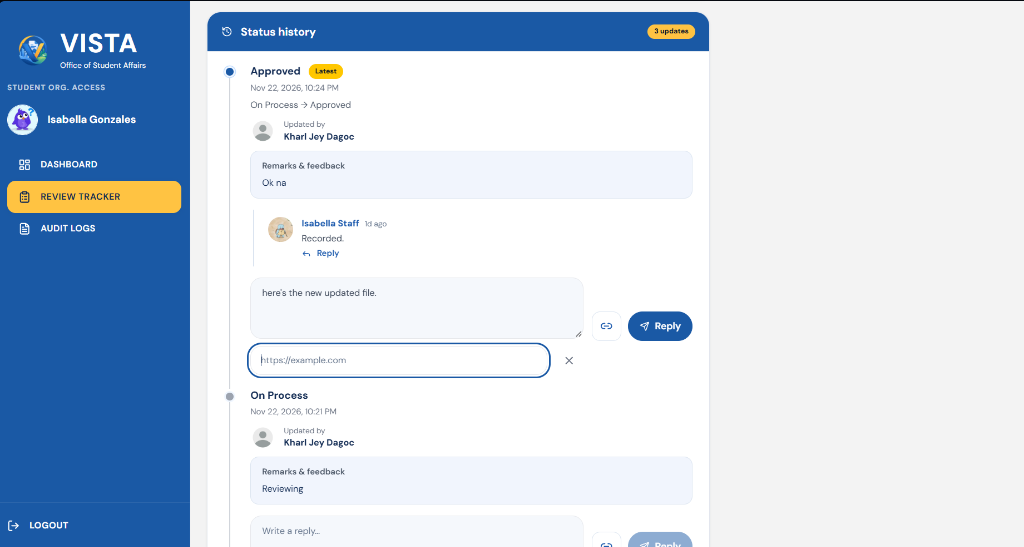 VISTA
Office of Student Affairs
STUDENT ORG. ACCESS
Isabella Gonzales
DASHBOARD
REVIEW TRACKER
AUDIT LOGS
LOGOUT
Status history
3 updates
Approved Latest
Nov 22, 2026, 10:24 PM
On Process → Approved
Updated by
Kharl Jey Dagoc
Remarks & feedback
Ok na
Isabella Staff 1d ago
Recorded.
Reply
here's the new updated file.
Reply
https://example.com
On Process
Nov 22, 2026, 10:21 PM
Updated by
Kharl Jey Dagoc
Remarks & feedback
Reviewing
Write a reply...
Reply